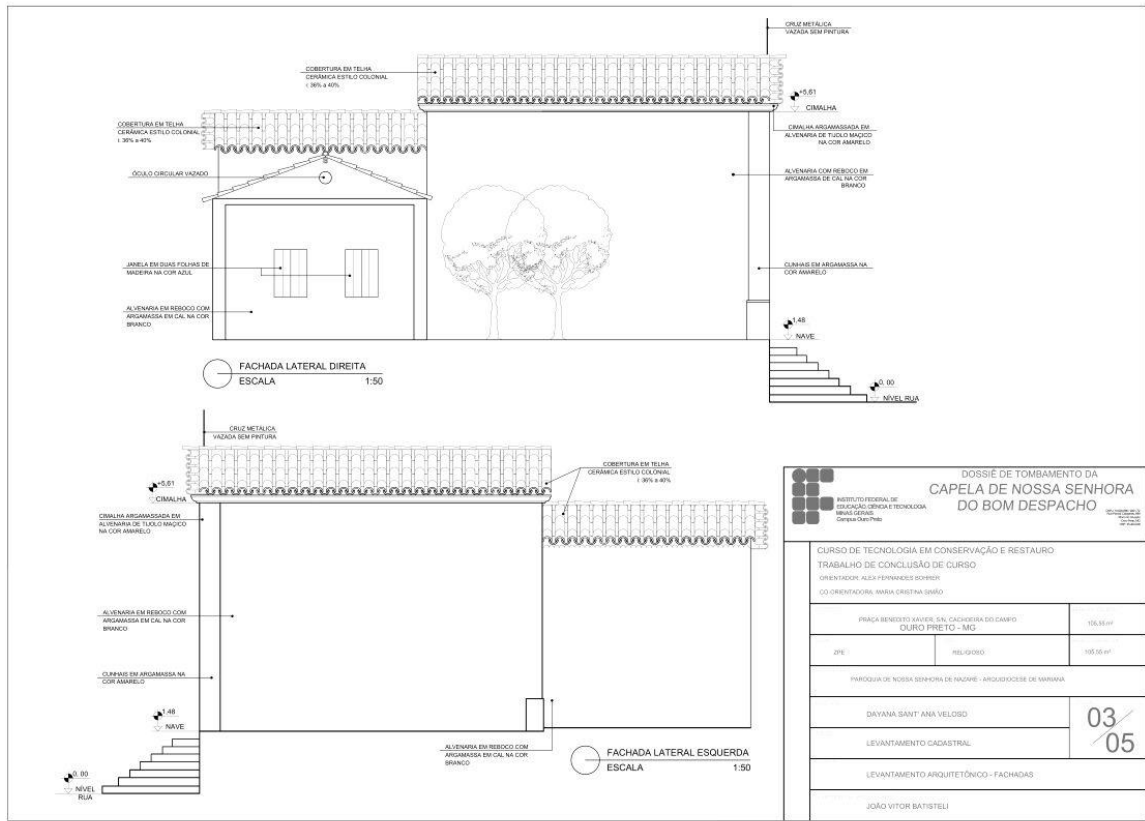 CRUZ METÁLICA
VAZADA SEM PINTURA
COBERTURA EM TELHA
CERÂMICA ESTILO COLONIAL
I 36% a 40%
+5,61
CIMALHA
COBERTURA EM TELHA
CERÂMICA ESTILO COLONIAL
I 36% a 40%
CIMALHA ARGAMASSADA EM
ALVENARIA DE TIJOLO MAÇICO
NA COR AMARELO
ÓCULO CIRCULAR VAZADO
ALVENARIA COM REBOCO EM
ARGAMASSA DE CAL NA COR
BRANCO
JANELA EM DUAS FOLHAS DE
MADEIRA NA COR AZUL
CUNHAIS EM ARGAMASSA NA
COR AMARELO
ALVENARIA EM REBOCO COM
ARGAMASSA EM CAL NA COR
BRANCO
1.48
NAVE
FACHADA LATERAL DIREITA
ESCALA 1:50
0. 00
NÍVEL RUA
CRUZ METÁLICA
VAZADA SEM PINTURA
COBERTURA EM TELHA
CERÂMICA ESTILO COLONIAL
I 36% a 40%
+5,61
CIMALHA
CIMALHA ARGAMASSADA EM
ALVENARIA DE TIJOLO MAÇICO
NA COR AMARELO
ALVENARIA EM REBOCO COM
ARGAMASSA EM CAL NA COR
BRANCO
CUNHAIS EM ARGAMASSA NA
COR AMARELO
1.48
NAVE
ALVENARIA EM REBOCO COM
ARGAMASSA EM CAL NA COR
BRANCO
FACHADA LATERAL ESQUERDA
ESCALA 1:50
0. 00
NÍVEL
RUA
INSTITUTO FEDERAL DE
EDUCAÇÃO, CIÊNCIA E TECNOLOGIA
MINAS GERAIS
Campus Ouro Preto
DOSSIÊ DE TOMBAMENTO DA
CAPELA DE NOSSA SENHORA
DO BOM DESPACHO
CURSO DE TECNOLOGIA EM CONSERVAÇÃO E RESTAURO
TRABALHO DE CONCLUSÃO DE CURSO
ORIENTADOR: ALEX FERNANDES BOHRER
CO-ORIENTADORA: MARIA CRISTINA SIMÃO
PRAÇA BENEDITO XAVIER, S/N, CACHOEIRA DO CAMPO
OURO PRETO - MG
ZPE
RELIGIOSO
PARÓQUIA DE NOSSA SENHORA DE NAZARÉ - ARQUIDIOCESE DE MARIANA
DAYANA SANT' ANA VELOSO
03/05
LEVANTAMENTO CADASTRAL
LEVANTAMENTO ARQUITETÔNICO - FACHADAS
JOÃO VITOR BATISTELI